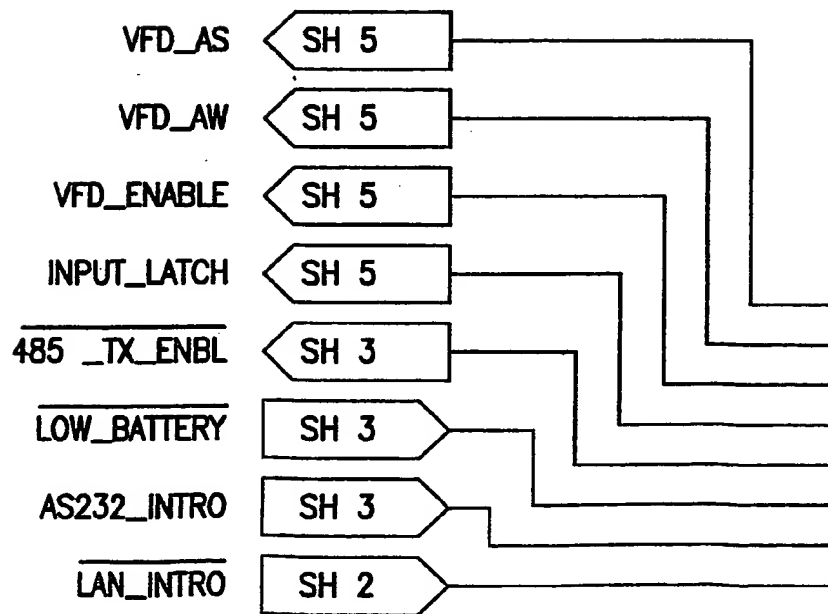 VFD_AS SH 5
VFD_AW SH 5
VFD_ENABLE SH 5
INPUT_LATCH SH 5
485 _TX_ENBL SH 3
LOW_BATTERY SH 3
AS232_INTRO SH 3
LAN_INTRO SH 2